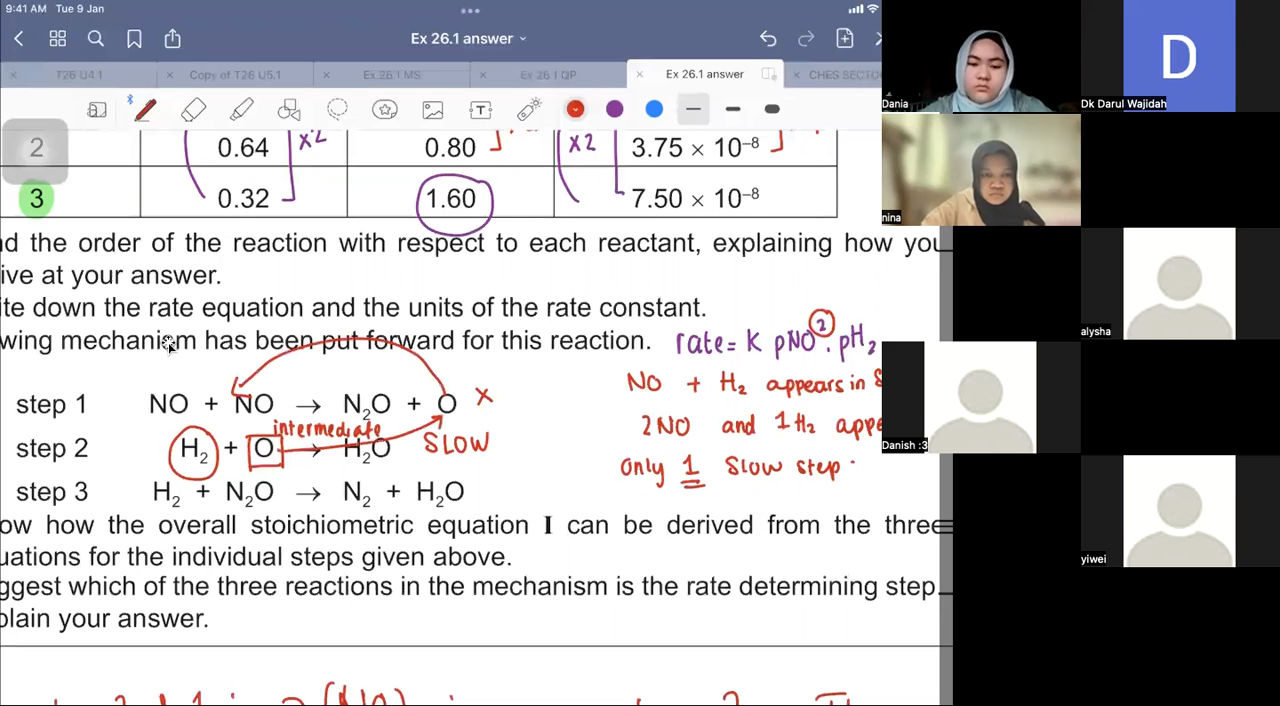 9:41 AM Tue 9 Jan
Ex 26.1 answer
T26 U4 1
Copy of T26 U5.1
Ex 26.1 MS
Ex 26.1 QP
Ex 26.1 answer
CHES SECTIO
2 0.64 ×2 0.80 ×2 3.75 × 10⁻⁸
3 0.32 1.60 7.50 × 10⁻⁸
d the order of the reaction with respect to each reactant, explaining how you
ive at your answer.
ite down the rate equation and the units of the rate constant.
wing mechanism has been put forward for this reaction.
rate = K pNO² . pH₂
step 1 NO + NO → N₂O + O ×
NO + H₂ appears in
intermediate
2NO and 1H₂ appe
step 2 H₂ + O → H₂O SLOW
Only 1 Slow step
step 3 H₂ + N₂O → N₂ + H₂O
ow how the overall stoichiometric equation I can be derived from the three
uations for the individual steps given above.
ggest which of the three reactions in the mechanism is the rate determining step.
plain your answer.
Dania
D
Dk Darul Wajidah
nina
alysha
Danish :3
yiwei